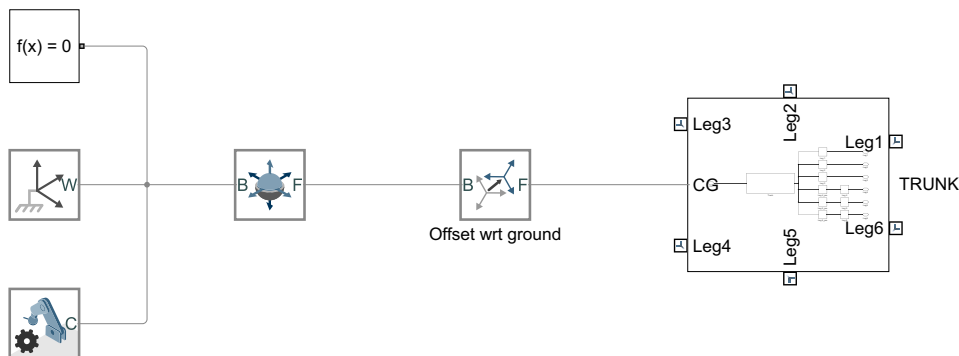 f(x) = 0
Leg2
Leg3
Leg1
W
B
F
B
F
CG
TRUNK
Offset wrt ground
Leg4
Leg5
Leg6
C